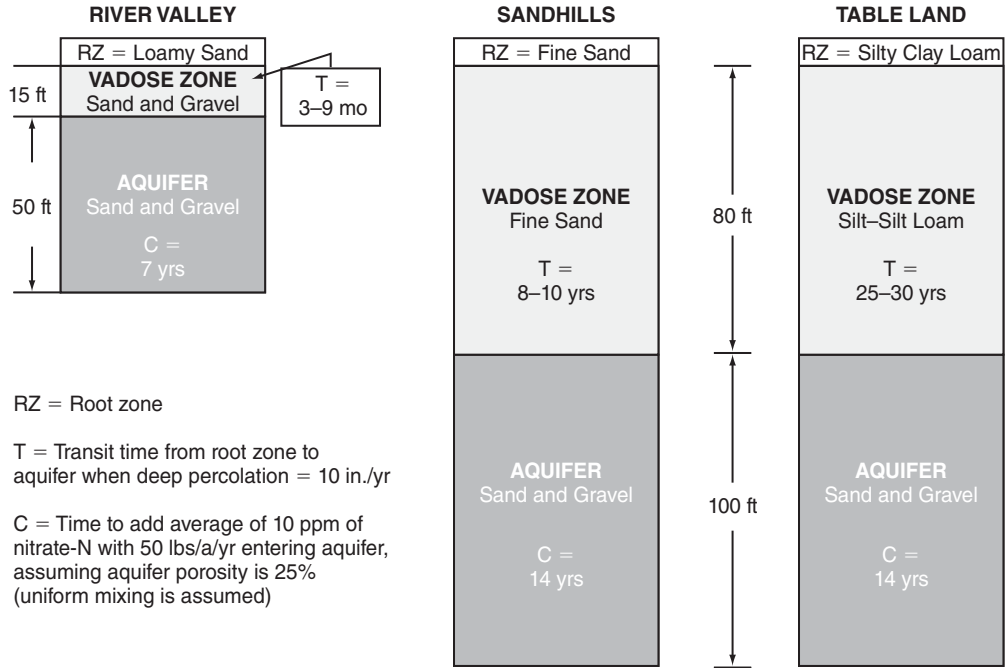 RIVER VALLEY
RZ = Loamy Sand
VADOSE ZONE
Sand and Gravel
15 ft
T =
3–9 mo
AQUIFER
Sand and Gravel
50 ft
C =
7 yrs
SANDHILLS
RZ = Fine Sand
VADOSE ZONE
Fine Sand
T =
8–10 yrs
80 ft
AQUIFER
Sand and Gravel
C =
14 yrs
100 ft
TABLE LAND
RZ = Silty Clay Loam
VADOSE ZONE
Silt–Silt Loam
T =
25–30 yrs
AQUIFER
Sand and Gravel
C =
14 yrs
RZ = Root zone
T = Transit time from root zone to
aquifer when deep percolation = 10 in./yr
C = Time to add average of 10 ppm of
nitrate-N with 50 lbs/a/yr entering aquifer,
assuming aquifer porosity is 25%
(uniform mixing is assumed)